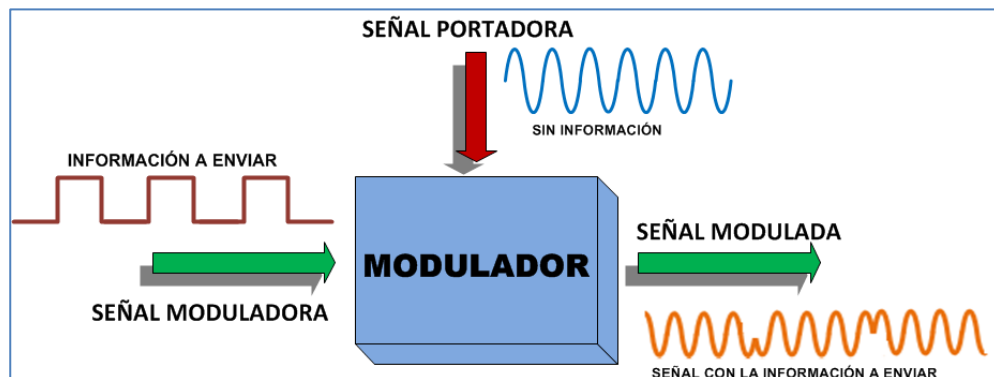 SEÑAL PORTADORA
SIN INFORMACIÓN
INFORMACIÓN A ENVIAR
MODULADOR
SEÑAL MODULADA
SEÑAL MODULADORA
SEÑAL CON LA INFORMACIÓN A ENVIAR